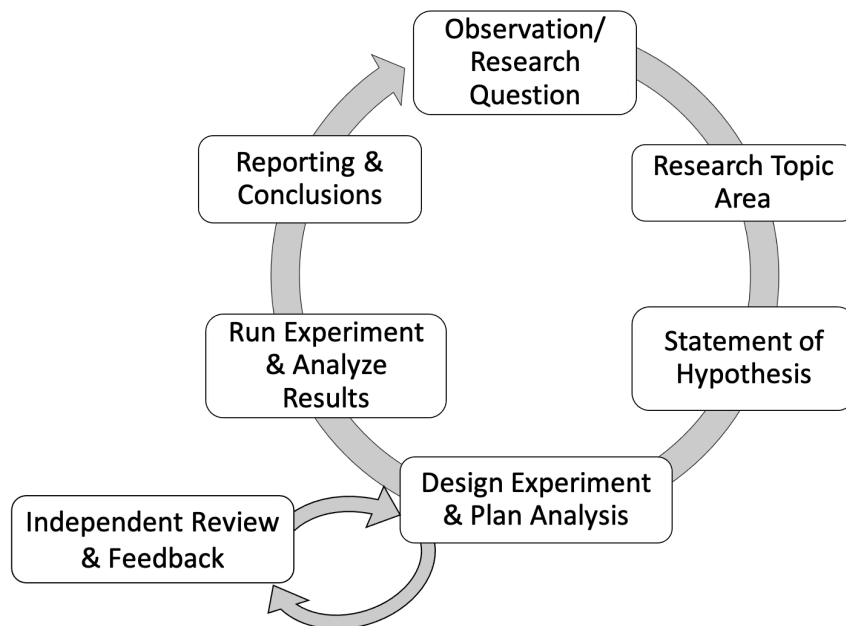 Observation/
Research
Question
Research Topic
Area
Statement of
Hypothesis
Design Experiment
& Plan Analysis
Independent Review
& Feedback
Run Experiment
& Analyze
Results
Reporting &
Conclusions